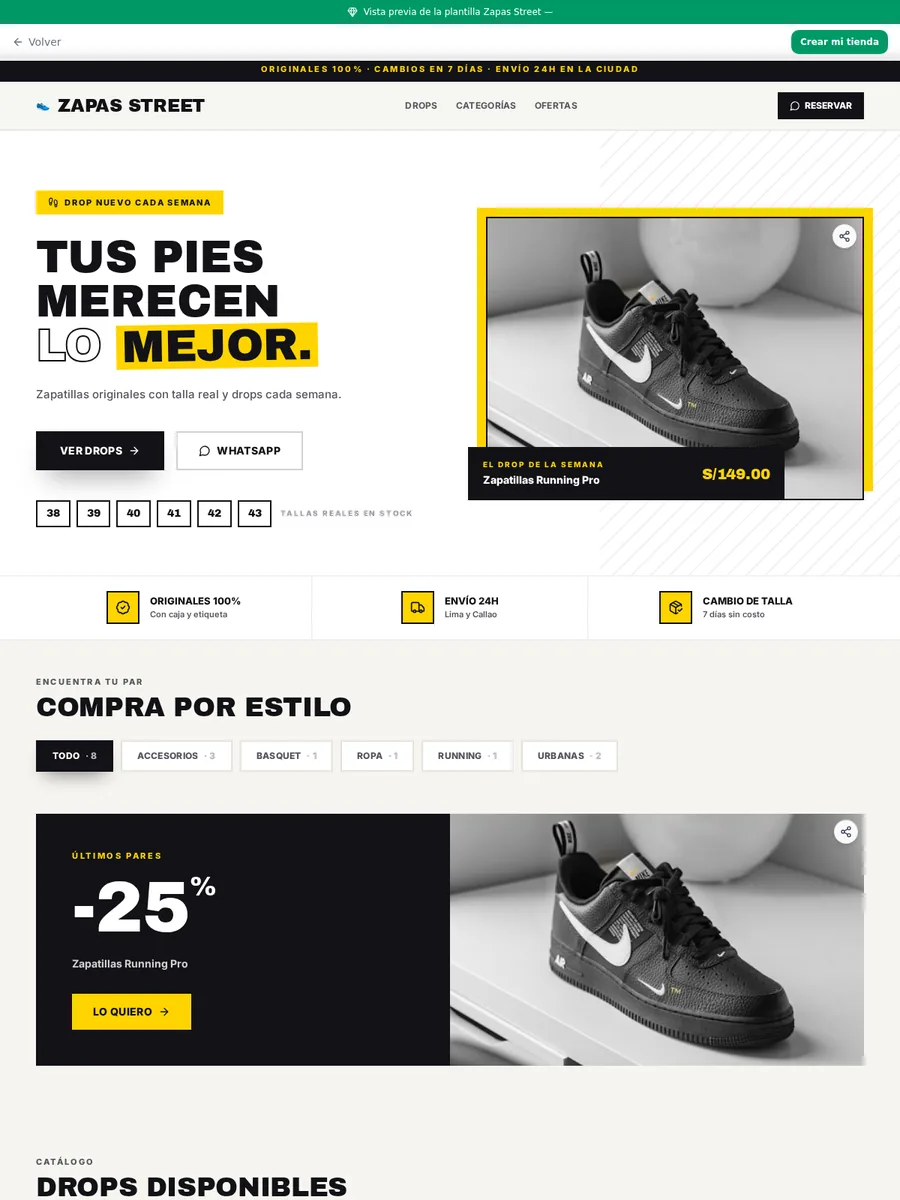 Vista previa de la plantilla Zapas Street —
Volver
Crear mi tienda
ORIGINALES 100% · CAMBIOS EN 7 DÍAS · ENVÍO 24H EN LA CIUDAD
ZAPAS STREET
DROPS
CATEGORÍAS
OFERTAS
RESERVAR
DROP NUEVO CADA SEMANA
TUS PIES
MERECEN
LO MEJOR.
Zapatillas originales con talla real y drops cada semana.
VER DROPS
WHATSAPP
38
39
40
41
42
43
TALLAS REALES EN STOCK
AIR
TM
EL DROP DE LA SEMANA
Zapatillas Running Pro
S/149.00
ORIGINALES 100%
Con caja y etiqueta
ENVÍO 24H
Lima y Callao
CAMBIO DE TALLA
7 días sin costo
ENCUENTRA TU PAR
COMPRA POR ESTILO
TODO · 8
ACCESORIOS · 3
BASQUET · 1
ROPA · 1
RUNNING · 1
URBANAS · 2
ÚLTIMOS PARES
-25%
Zapatillas Running Pro
LO QUIERO
AIR
TM
CATÁLOGO
DROPS DISPONIBLES